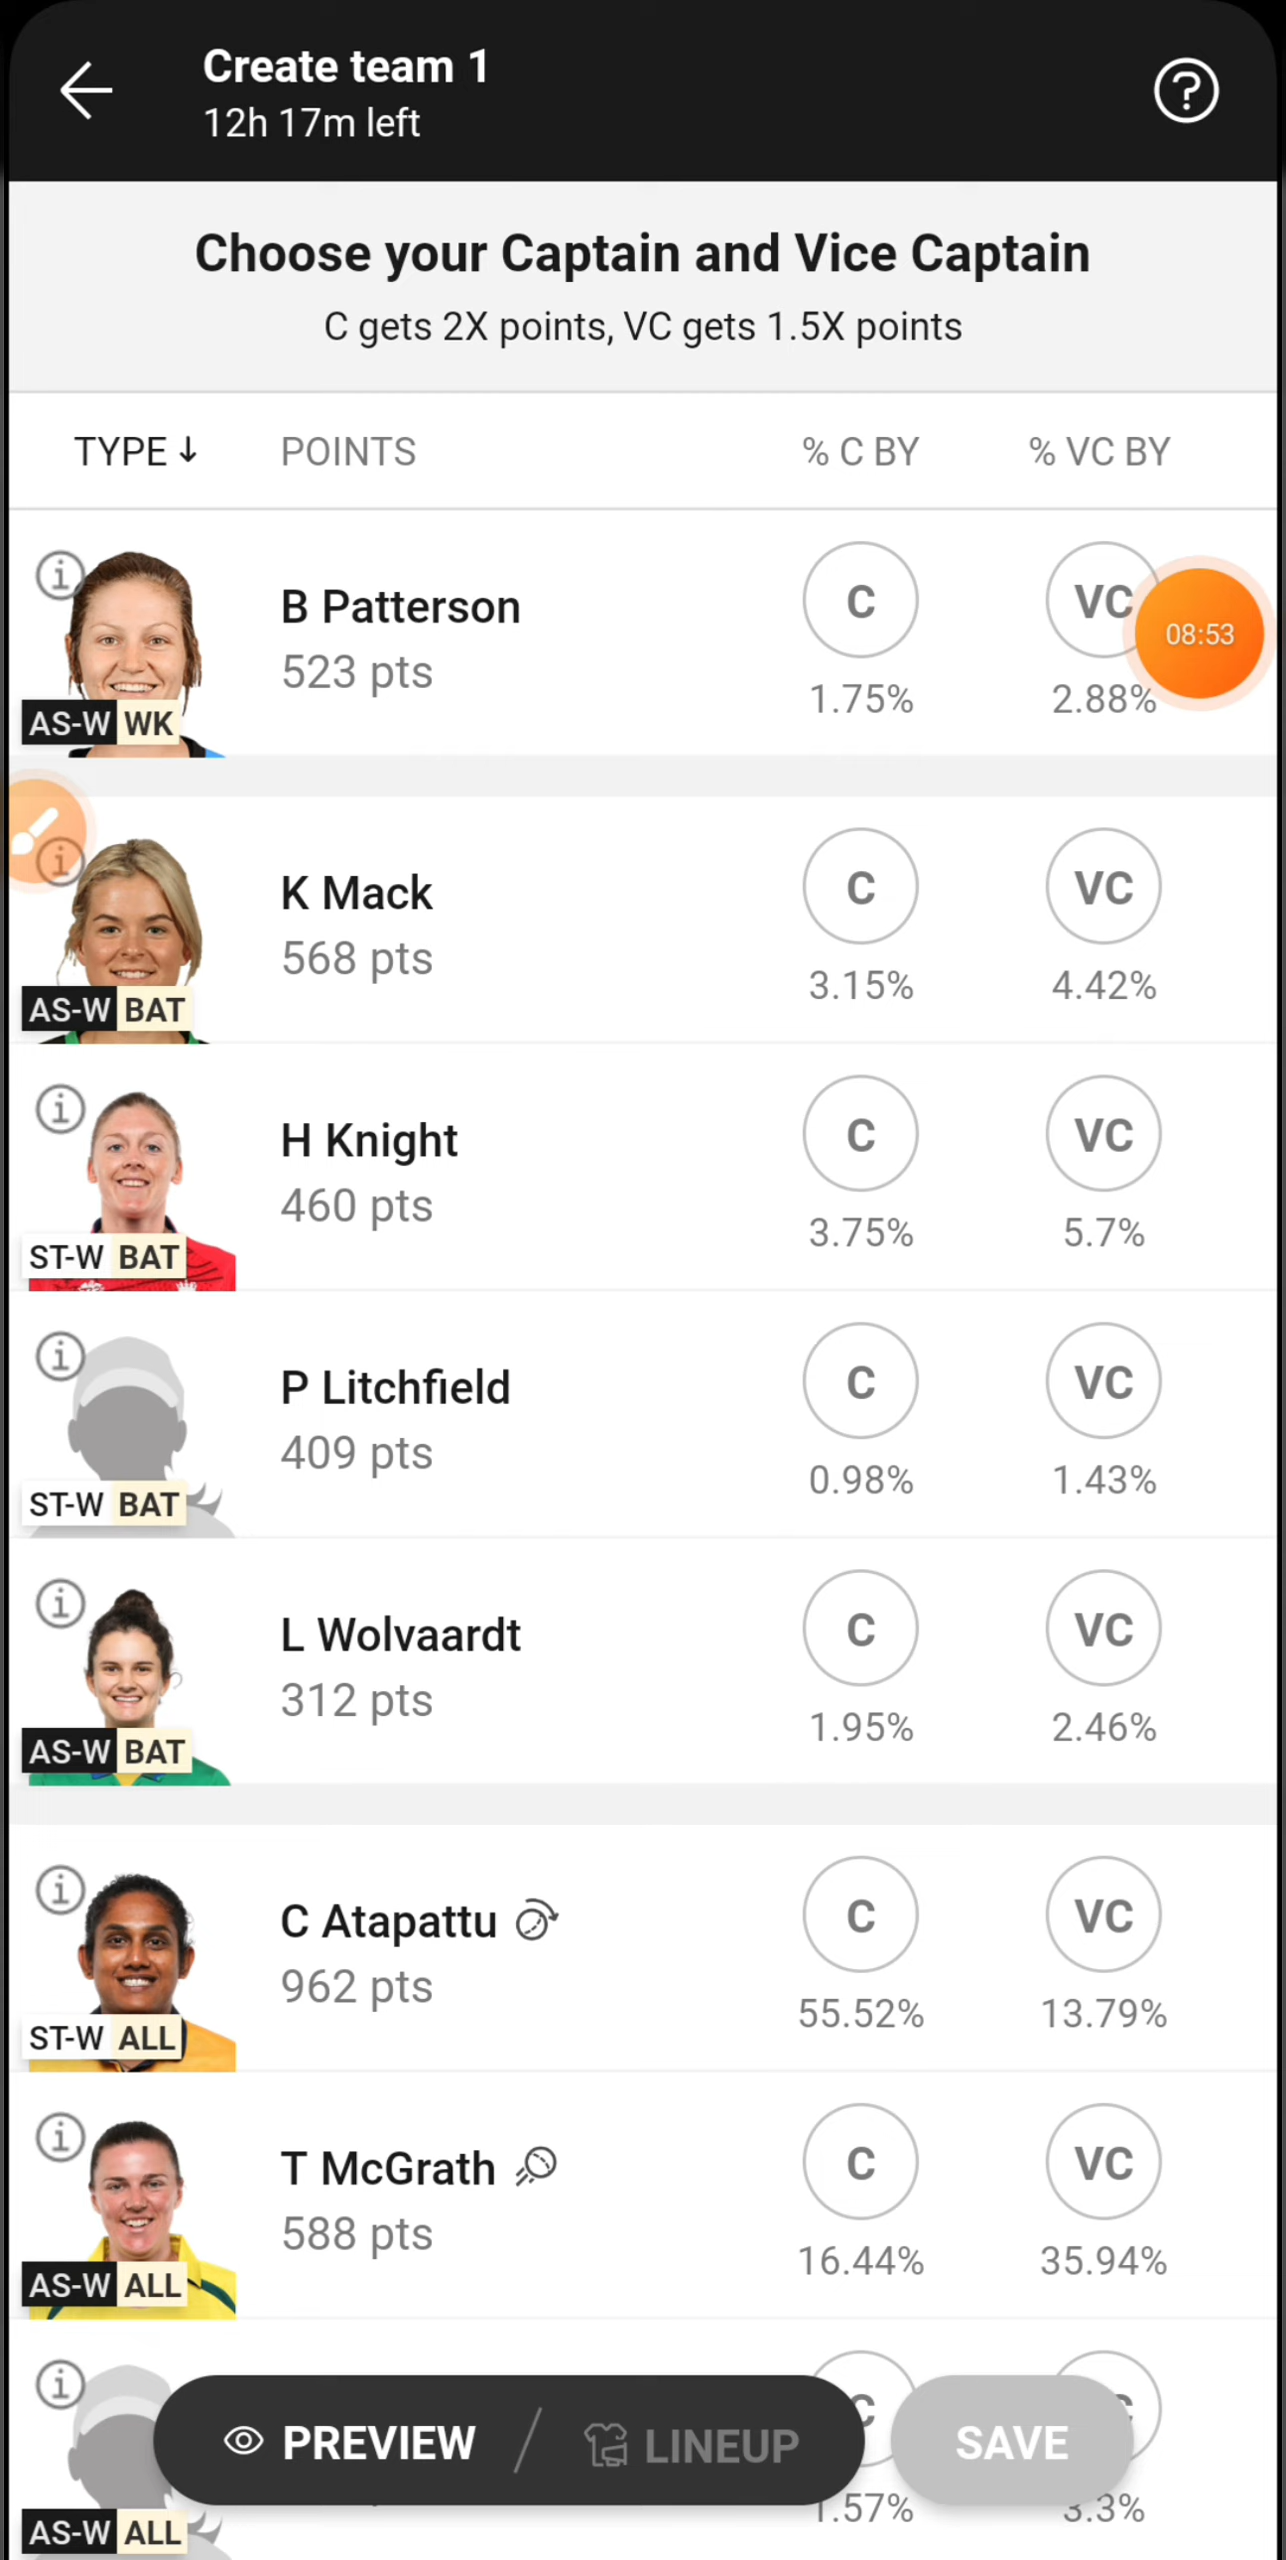 Create team 1
12h 17m left
Choose your Captain and Vice Captain
C gets 2X points, VC gets 1.5X points
TYPE ↓ POINTS % C BY % VC BY
B Patterson C VC
08:53
523 pts 1.75% 2.88%
AS-W WK
K Mack C VC
568 pts 3.15% 4.42%
AS-W BAT
H Knight C VC
460 pts 3.75% 5.7%
ST-W BAT
P Litchfield C VC
409 pts 0.98% 1.43%
ST-W BAT
L Wolvaardt C VC
312 pts 1.95% 2.46%
AS-W BAT
C Atapattu C VC
962 pts 55.52% 13.79%
ST-W ALL
T McGrath C VC
588 pts 16.44% 35.94%
AS-W ALL
PREVIEW / LINEUP SAVE
1.57% 3.3%
AS-W ALL